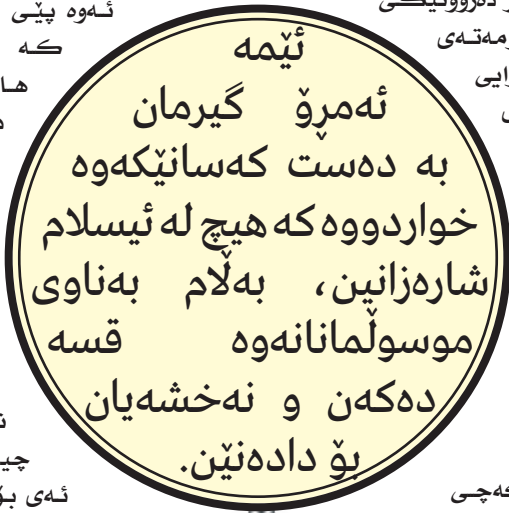 ئێمە
ئەمڕۆ گیرمان
بە دەست کەسانێکەوە
خواردووە کە هیچ لە ئیسلام
شارەزانین، بەڵام بەناوی
موسوڵمانانەوە قسە
دەکەن و نەخشەیان
بۆ دادەنێن.
ئەوە پێی
کە